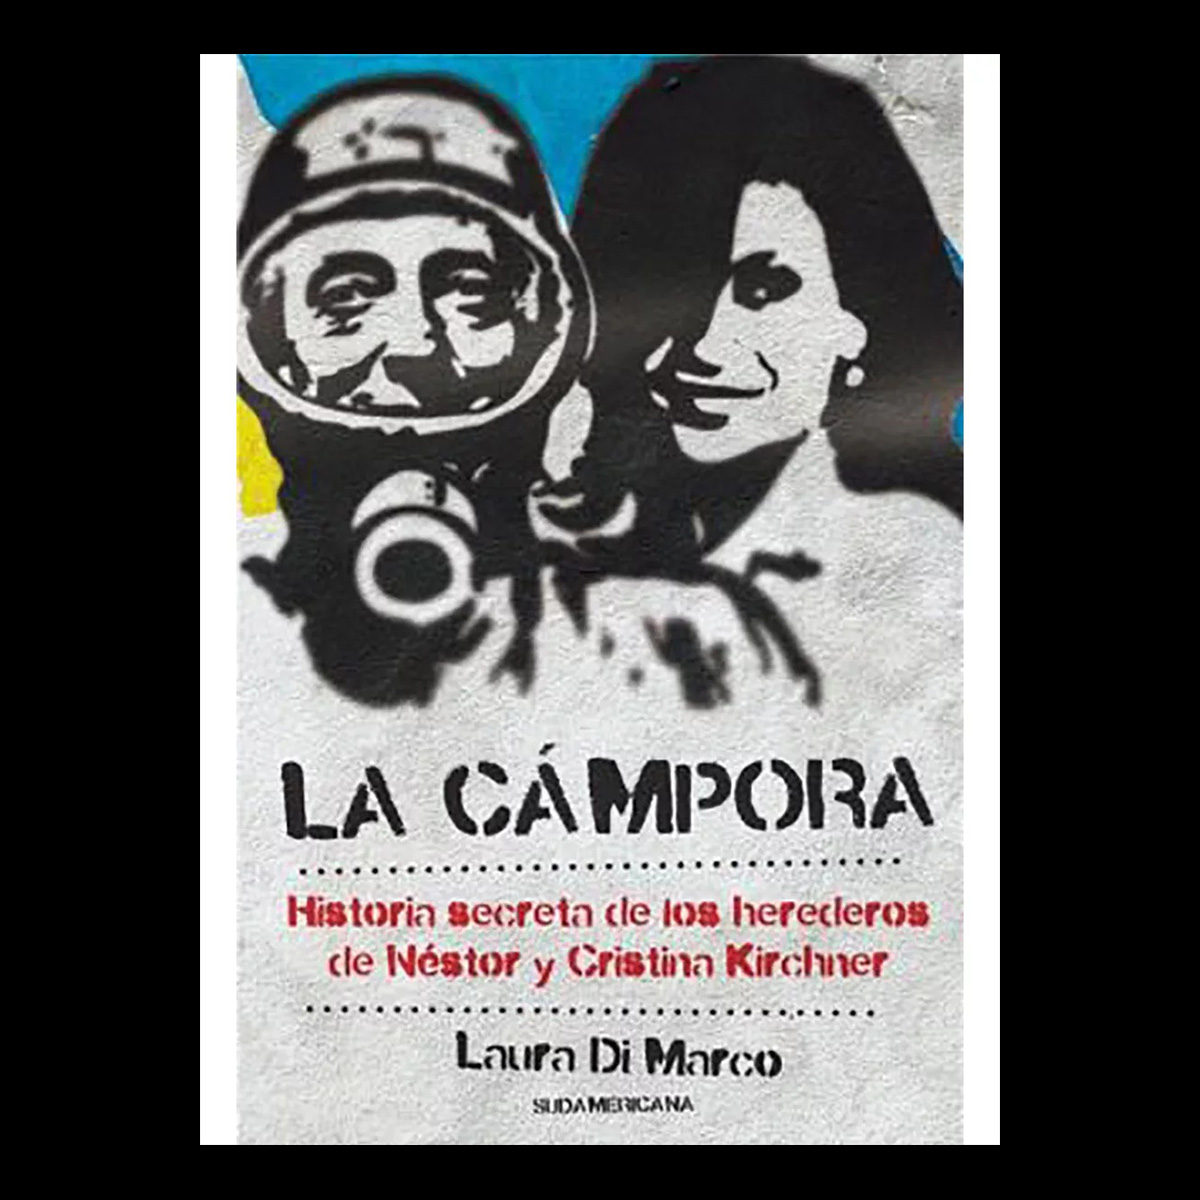 LA CÁMPORA
Historia secreta de los herederos
de Néstor y Cristina Kirchner
Laura Di Marco
SUDAMERICANA